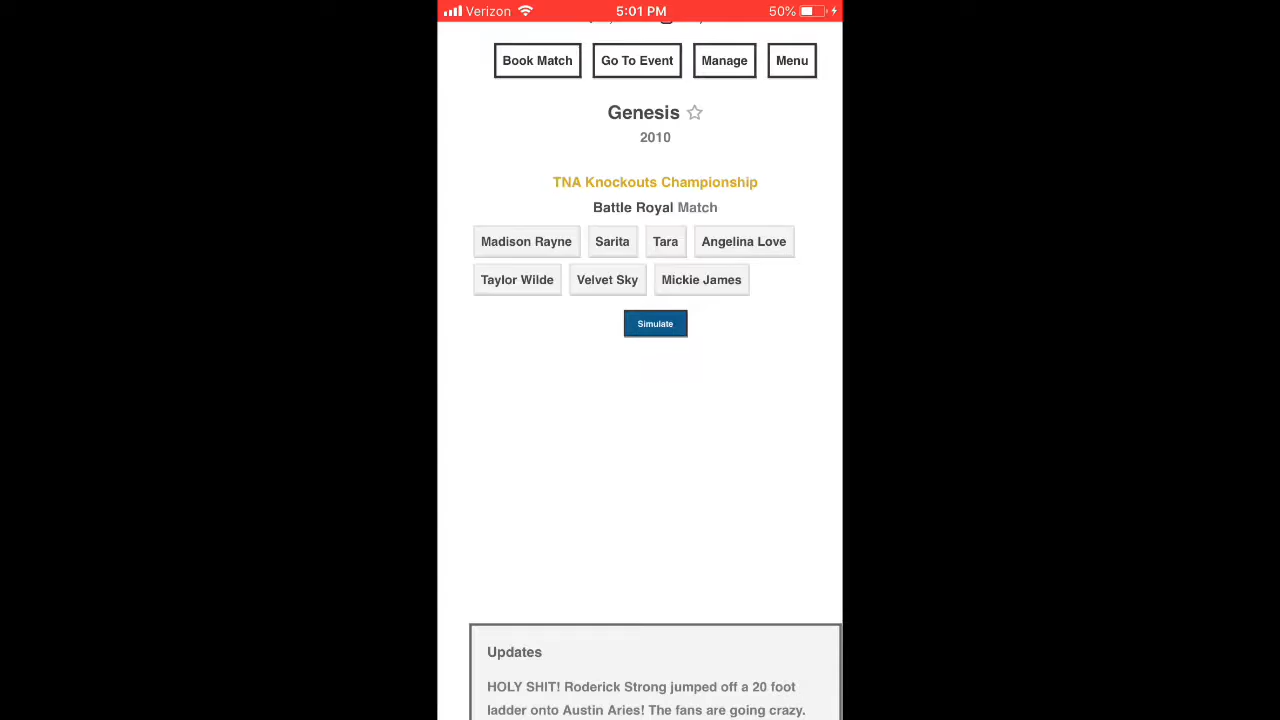 Verizon 5:01 PM 50%
Book Match Go To Event Manage Menu
Genesis
2010
TNA Knockouts Championship
Battle Royal Match
Madison Rayne Sarita Tara Angelina Love
Taylor Wilde Velvet Sky Mickie James
Simulate
Updates
HOLY SHIT! Roderick Strong jumped off a 20 foot
ladder onto Austin Aries! The fans are going crazy.